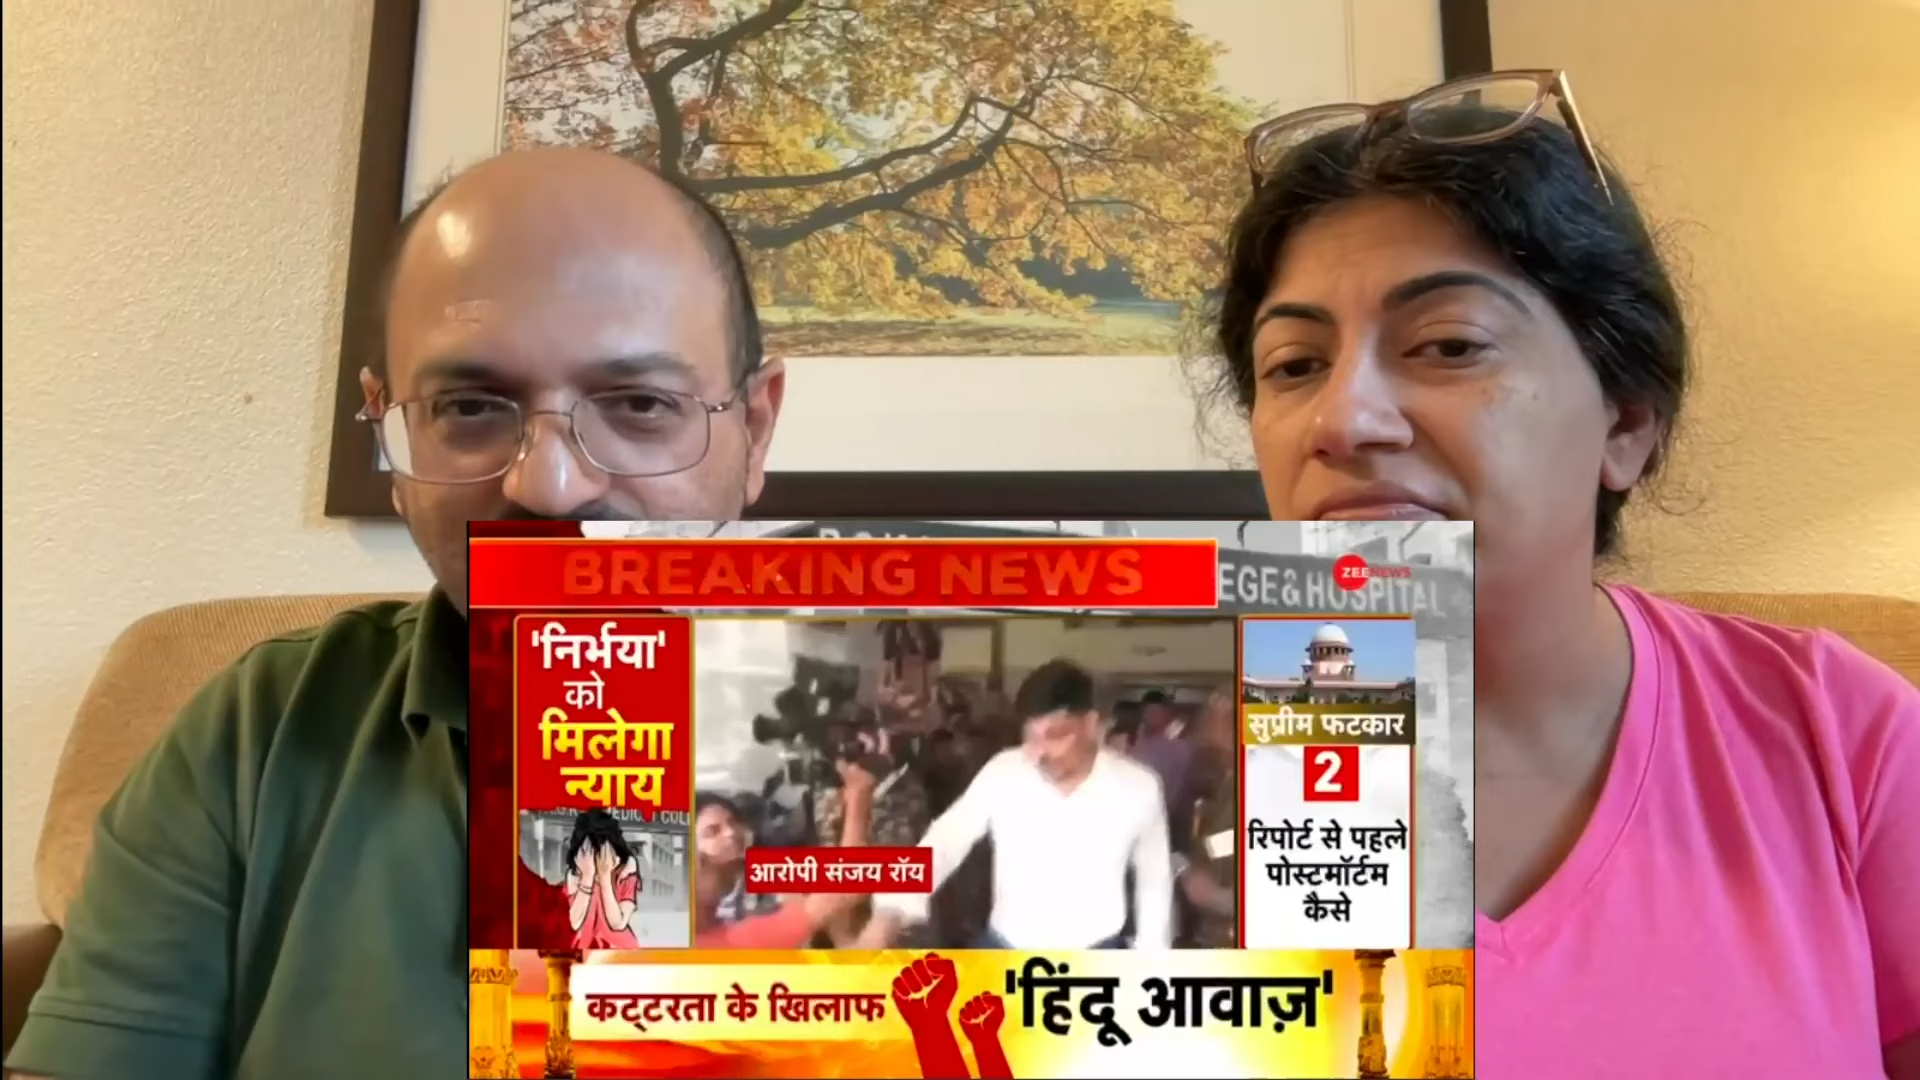 BREAKING NEWS
ZEE NEWS
EGE & HOSPITAL
'निर्भया'
को
मिलेगा
न्याय
आरोपी संजय रॉय
सुप्रीम फटकार
2
रिपोर्ट से पहले
पोस्टमॉर्टम
कैसे
कट्टरता के खिलाफ
'हिंदू आवाज़'